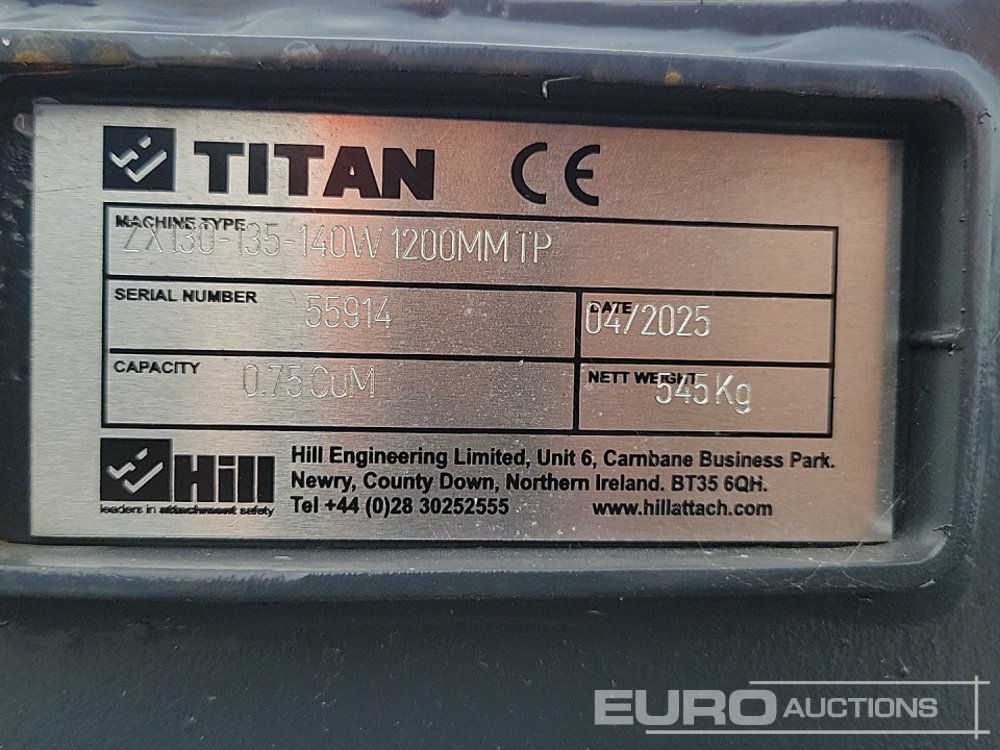 TITAN CE
MACHINE TYPE
ZX130-135-140W 1200MM TP
SERIAL NUMBER 55914
DATE 04/2025
CAPACITY 0.75 CuM
NETT WEIGHT 545Kg
Hill
leaders in attachment safety
Hill Engineering Limited, Unit 6, Carnbane Business Park.
Newry, County Down, Northern Ireland. BT35 6QH.
Tel +44 (0)28 30252555 www.hillattach.com
EURO AUCTIONS